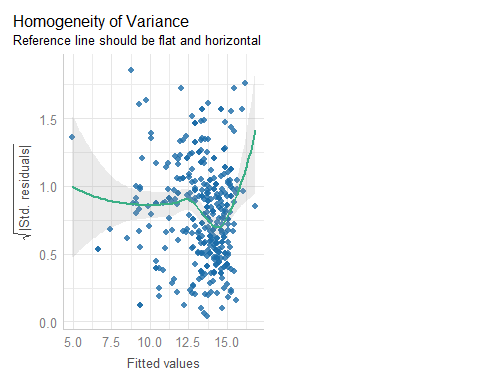 Homogeneity of Variance
Reference line should be flat and horizontal
1.5
1.0
0.5
0.0
√|Std. residuals|
5.0 7.5 10.0 12.5 15.0
Fitted values